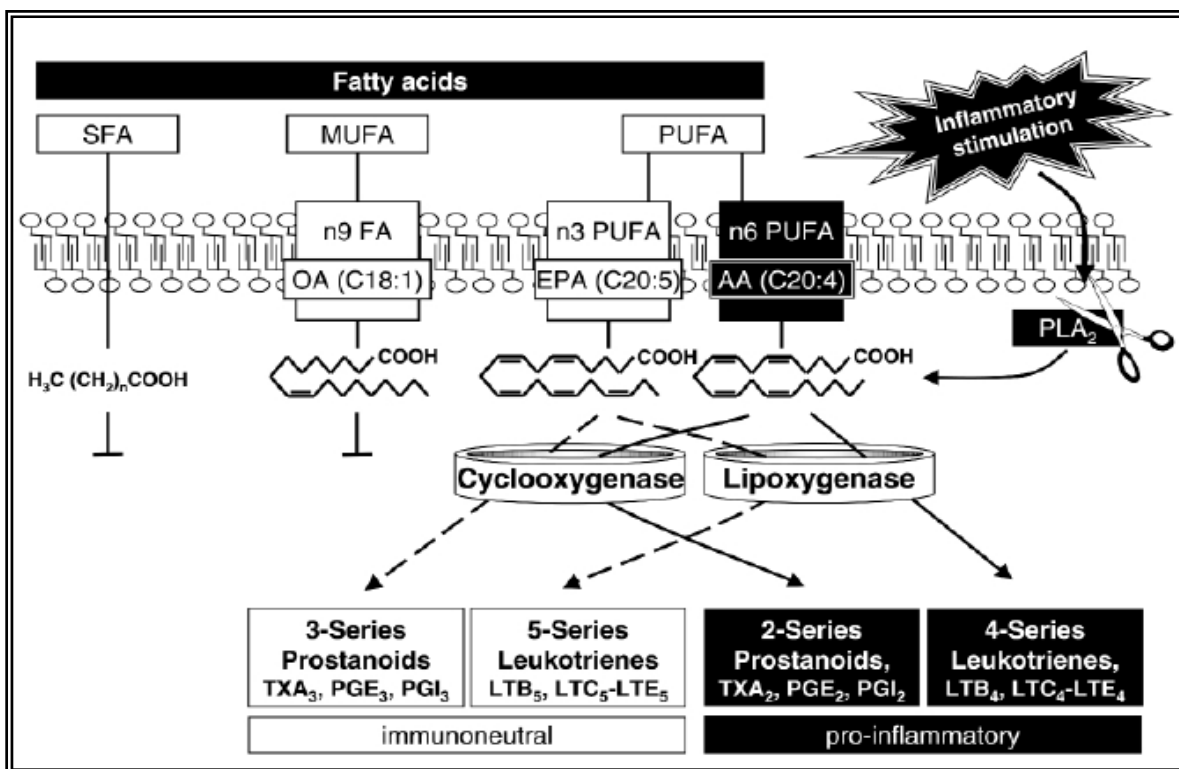 Fatty acids
SFA
MUFA
PUFA
Inflammatory
stimulation
n9 FA
n3 PUFA
n6 PUFA
OA (C18:1)
EPA (C20:5)
AA (C20:4)
PLA₂
H₃C (CH₂)ₙCOOH
COOH
COOH
COOH
Cyclooxygenase
Lipoxygenase
3-Series
Prostanoids
TXA₃, PGE₃, PGI₃
5-Series
Leukotrienes
LTB₅, LTC₅-LTE₅
2-Series
Prostanoids,
TXA₂, PGE₂, PGI₂
4-Series
Leukotrienes,
LTB₄, LTC₄-LTE₄
immunoneutral
pro-inflammatory